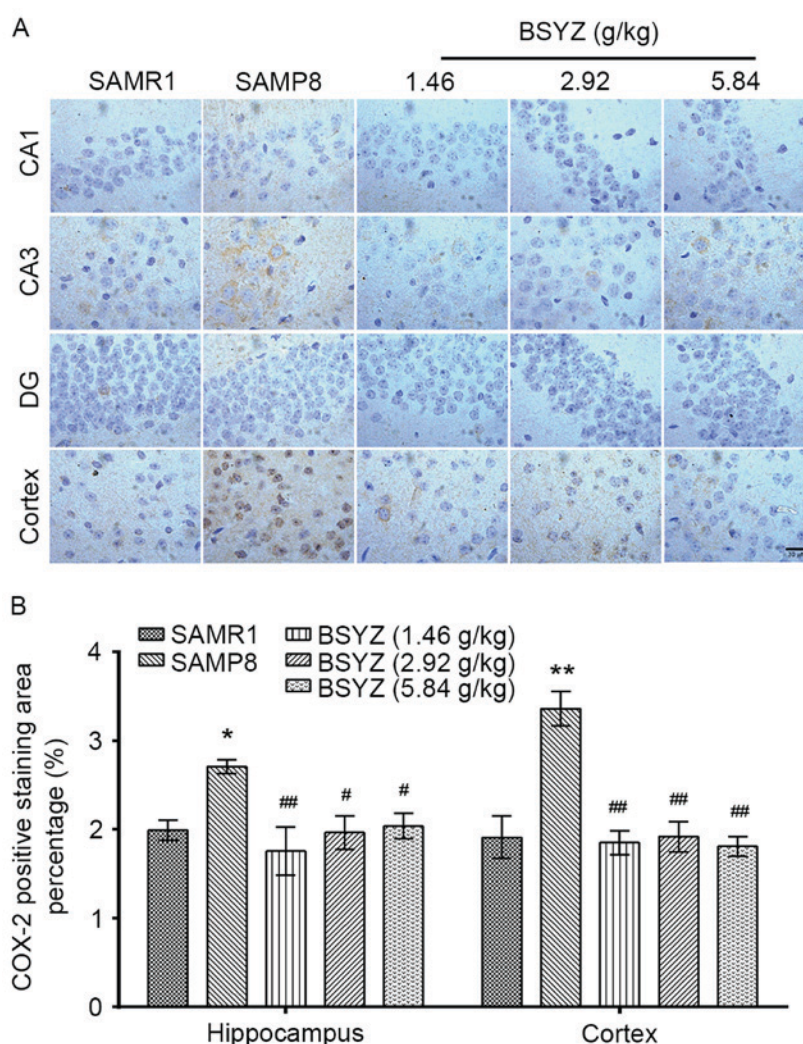 A
BSYZ (g/kg)
SAMR1 SAMP8 1.46 2.92 5.84
CA1
CA3
DG
Cortex
B
SAMR1
SAMP8
BSYZ (1.46 g/kg)
BSYZ (2.92 g/kg)
BSYZ (5.84 g/kg)
COX-2 positive staining area
percentage (%)
4
3
2
1
0
* ## # #
** ## ## ##
Hippocampus Cortex